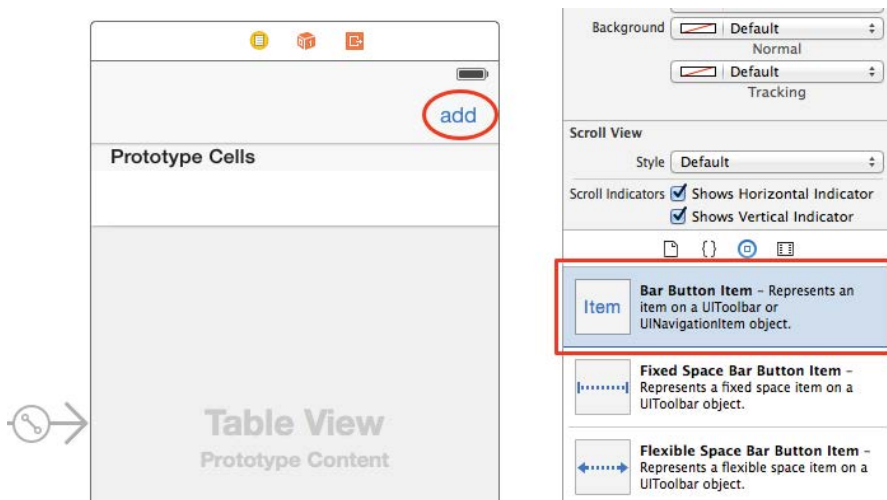 add
Prototype Cells
Table View
Prototype Content
Background
Default
Normal
Default
Tracking
Scroll View
Style Default
Scroll Indicators Shows Horizontal Indicator
Shows Vertical Indicator
{}
Item
Bar Button Item – Represents an
item on a UIToolbar or
UINavigationItem object.
Fixed Space Bar Button Item –
Represents a fixed space item on a
UIToolbar object.
Flexible Space Bar Button Item –
Represents a flexible space item on a
UIToolbar object.